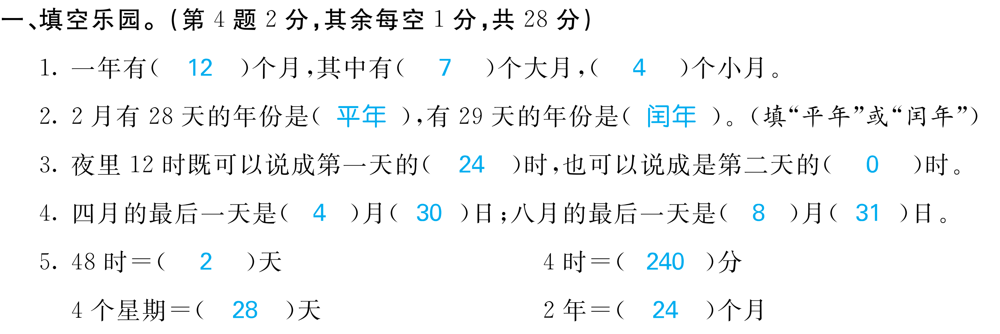 一、填空乐园。(第 4 题 2 分,其余每空 1 分,共 28 分)
1. 一年有( 12 )个月,其中有( 7 )个大月,( 4 )个小月。
2. 2 月有 28 天的年份是( 平年 ),有 29 天的年份是( 闰年 )。(填“平年”或“闰年”)
3. 夜里 12 时既可以说成第一天的( 24 )时,也可以说成是第二天的( 0 )时。
4. 四月的最后一天是( 4 )月( 30 )日;八月的最后一天是( 8 )月( 31 )日。
5. 48 时=( 2 )天 4 时=( 240 )分
4 个星期=( 28 )天 2 年=( 24 )个月